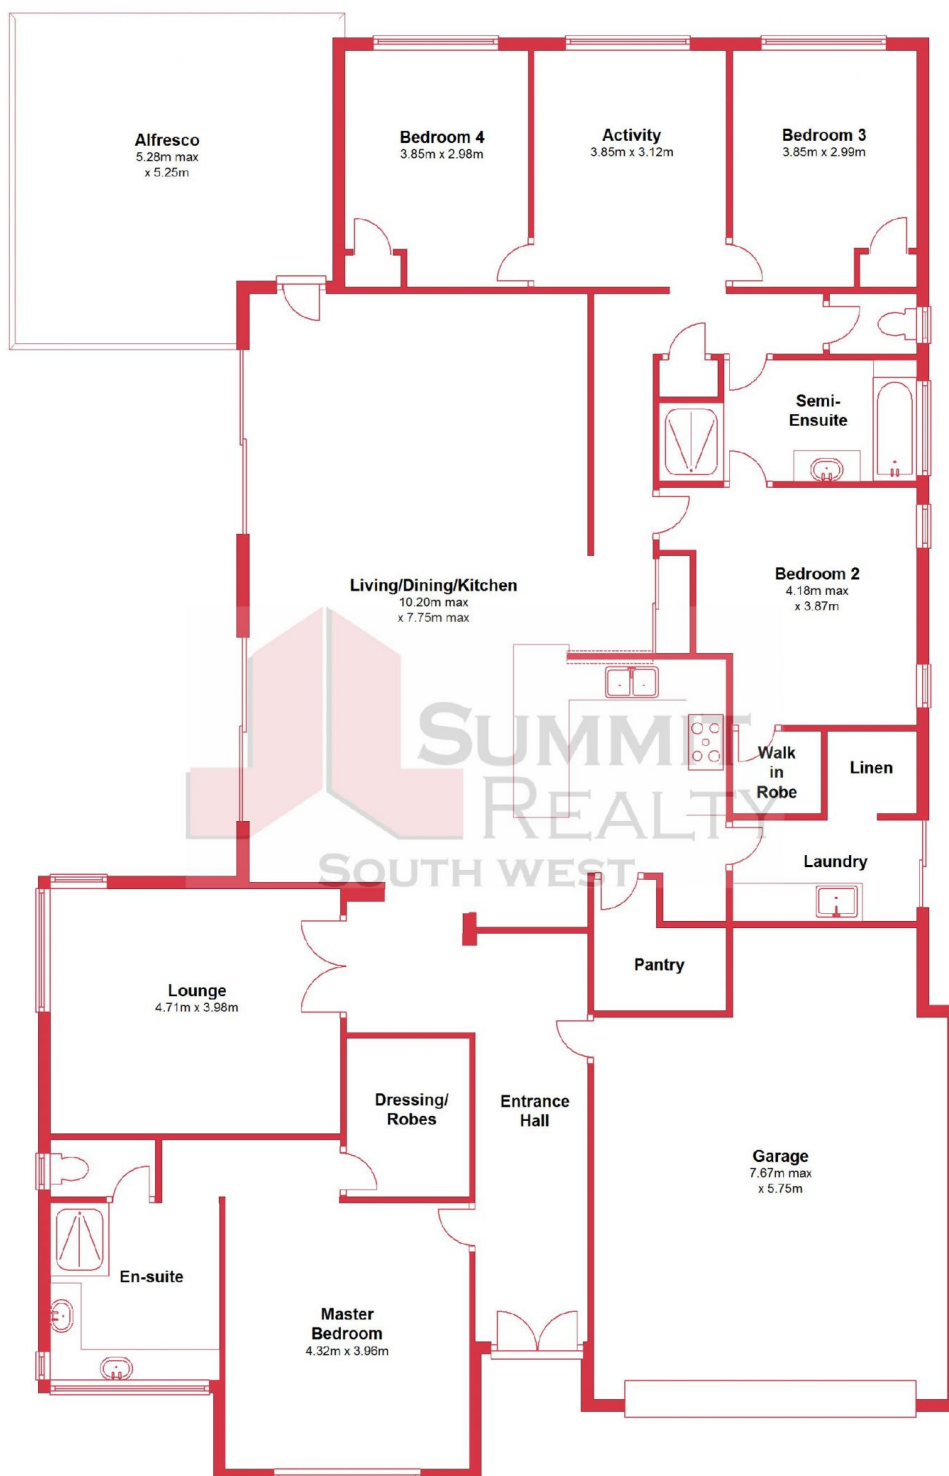 Alfresco
5.28m max
x 5.25m
Bedroom 4
3.85m x 2.98m
Activity
3.85m x 3.12m
Bedroom 3
3.85m x 2.99m
Semi-
Ensuite
Living/Dining/Kitchen
10.20m max
x 7.75m max
Bedroom 2
4.18m max
x 3.87m
SUMMIT
REALTY
SOUTH WEST
Walk
in
Robe
Linen
Laundry
Pantry
Lounge
4.71m x 3.98m
Dressing/
Robes
Entrance
Hall
Garage
7.67m max
x 5.75m
En-suite
Master
Bedroom
4.32m x 3.96m